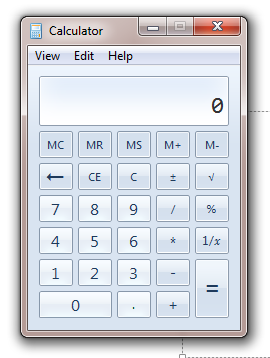 Calculator
View Edit Help
0
MC MR MS M+ M-
← CE C ± √
7 8 9 / %
4 5 6 * 1/x
1 2 3 - =
0 . +